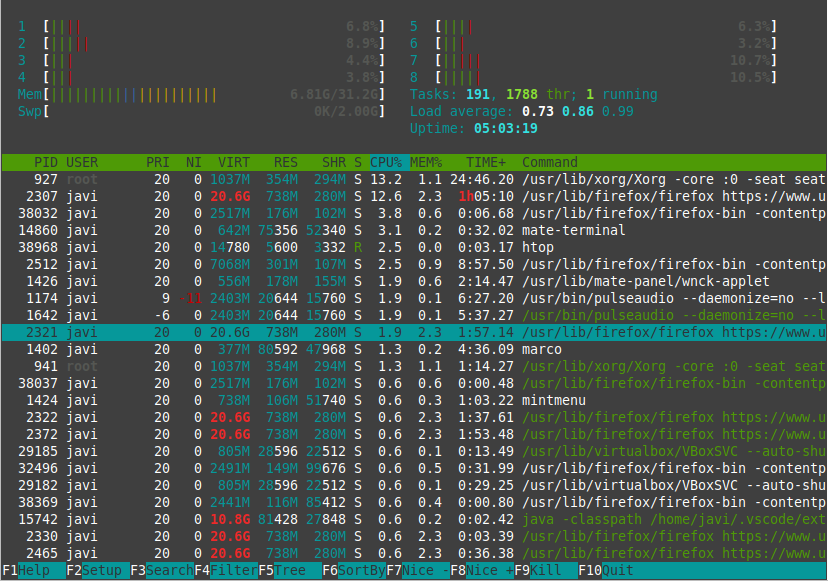 1 [|||| 6.8%] 5 [|||| 6.3%]
2 [||||| 8.9%] 6 [||| 3.2%]
3 [||| 4.4%] 7 [||||| 10.7%]
4 [||| 3.8%] 8 [||||| 10.5%]
Mem[||||||||||||||||||||| 6.81G/31.2G] Tasks: 191, 1788 thr; 1 running
Swp[ 0K/2.00G] Load average: 0.73 0.86 0.99
Uptime: 05:03:19
PID USER PRI NI VIRT RES SHR S CPU% MEM% TIME+ Command
927 root 20 0 1037M 354M 294M S 13.2 1.1 24:46.20 /usr/lib/xorg/Xorg -core :0 -seat seat
2307 javi 20 0 20.6G 738M 280M S 12.6 2.3 1h05:10 /usr/lib/firefox/firefox https://www.u
38032 javi 20 0 2517M 176M 102M S 3.8 0.6 0:06.68 /usr/lib/firefox/firefox-bin -contentp
14860 javi 20 0 642M 75356 52340 S 3.1 0.2 0:32.02 mate-terminal
38968 javi 20 0 14780 5600 3332 R 2.5 0.0 0:03.17 htop
2512 javi 20 0 7068M 301M 107M S 2.5 0.9 8:57.50 /usr/lib/firefox/firefox-bin -contentp
1426 javi 20 0 556M 178M 155M S 1.9 0.6 2:14.47 /usr/lib/mate-panel/wnck-applet
1174 javi 9 -11 2403M 20644 15760 S 1.9 0.1 6:27.20 /usr/bin/pulseaudio --daemonize=no --l
1642 javi -6 0 2403M 20644 15760 S 1.9 0.1 5:37.27 /usr/bin/pulseaudio --daemonize=no --l
2321 javi 20 0 20.6G 738M 280M S 1.9 2.3 1:57.14 /usr/lib/firefox/firefox https://www.u
1402 javi 20 0 377M 80592 47968 S 1.3 0.2 4:36.09 marco
941 root 20 0 1037M 354M 294M S 1.3 1.1 1:14.27 /usr/lib/xorg/Xorg -core :0 -seat seat
38037 javi 20 0 2517M 176M 102M S 0.6 0.6 0:00.48 /usr/lib/firefox/firefox-bin -contentp
1424 javi 20 0 738M 106M 51740 S 0.6 0.3 1:03.22 mintmenu
2322 javi 20 0 20.6G 738M 280M S 0.6 2.3 1:37.61 /usr/lib/firefox/firefox https://www.u
2372 javi 20 0 20.6G 738M 280M S 0.6 2.3 1:53.48 /usr/lib/firefox/firefox https://www.u
29185 javi 20 0 805M 28596 22512 S 0.6 0.1 0:13.49 /usr/lib/virtualbox/VBoxSVC --auto-shu
32496 javi 20 0 2491M 149M 99676 S 0.6 0.5 0:31.99 /usr/lib/firefox/firefox-bin -contentp
29182 javi 20 0 805M 28596 22512 S 0.6 0.1 0:29.25 /usr/lib/virtualbox/VBoxSVC --auto-shu
38369 javi 20 0 2441M 116M 85412 S 0.6 0.4 0:00.80 /usr/lib/firefox/firefox-bin -contentp
15742 javi 20 0 10.8G 81428 27848 S 0.6 0.2 0:02.42 java -classpath /home/javi/.vscode/ext
2330 javi 20 0 20.6G 738M 280M S 0.6 2.3 0:03.39 /usr/lib/firefox/firefox https://www.u
2465 javi 20 0 20.6G 738M 280M S 0.6 2.3 0:36.38 /usr/lib/firefox/firefox https://www.u
F1Help F2Setup F3SearchF4FilterF5Tree F6SortByF7Nice -F8Nice +F9Kill F10Quit